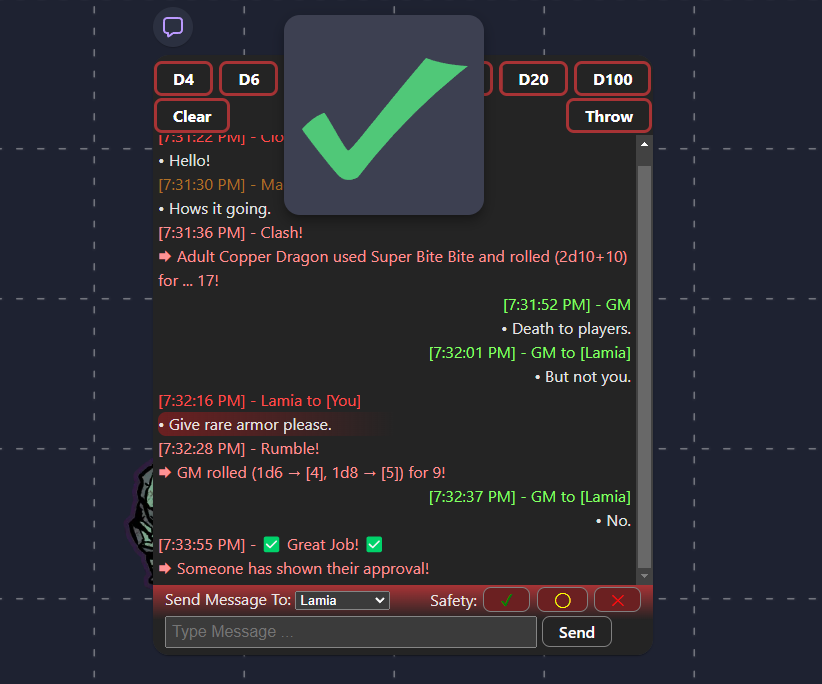 D4
D6
D20
D100
Clear
Throw
[7:31:22 PM] - Clo
• Hello!
[7:31:30 PM] - Ma
• Hows it going.
[7:31:36 PM] - Clash!
➡ Adult Copper Dragon used Super Bite Bite and rolled (2d10+10)
for ... 17!
[7:31:52 PM] - GM
• Death to players.
[7:32:01 PM] - GM to [Lamia]
• But not you.
[7:32:16 PM] - Lamia to [You]
• Give rare armor please.
[7:32:28 PM] - Rumble!
➡ GM rolled (1d6 → [4], 1d8 → [5]) for 9!
[7:32:37 PM] - GM to [Lamia]
• No.
[7:33:55 PM] - ✅ Great Job! ✅
➡ Someone has shown their approval!
Send Message To: Lamia
Safety: ✓ ○ ✕
Type Message ...
Send